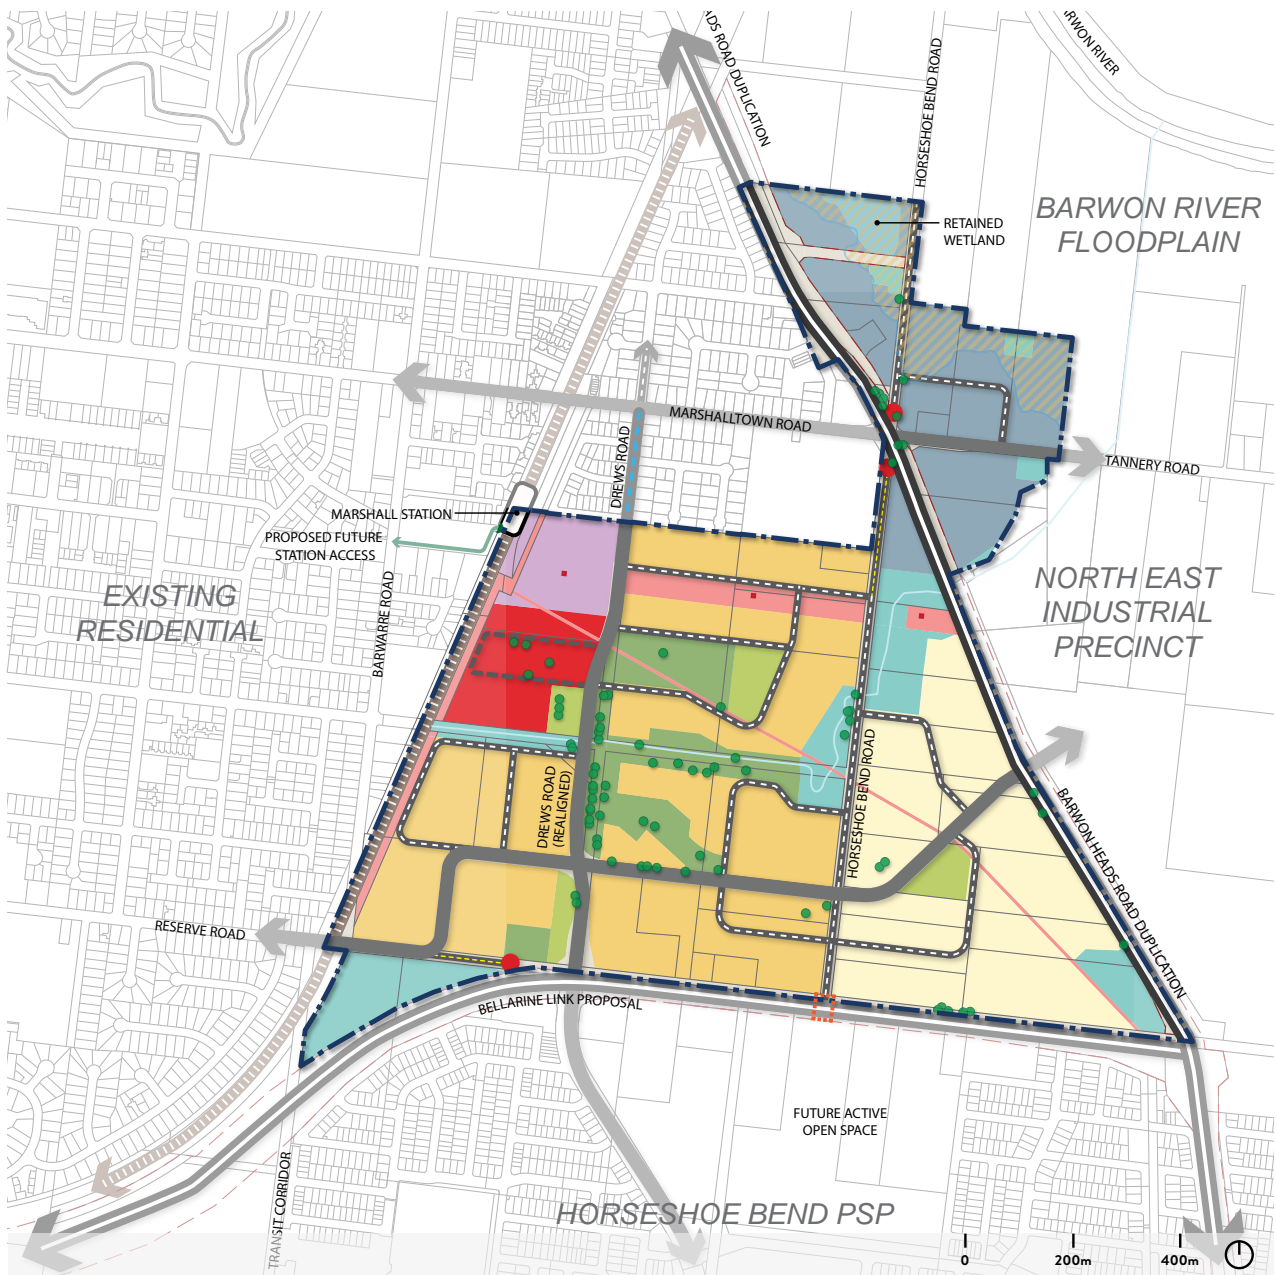 ADS ROAD DUPLICATION
HORSESHOE BEND ROAD
RWON RIVER
BARWON RIVER
FLOODPLAIN
RETAINED
WETLAND
MARSHALLTOWN ROAD
TANNERY ROAD
DREWS ROAD
MARSHALL STATION
PROPOSED FUTURE
STATION ACCESS
EXISTING
RESIDENTIAL
BARWARRE ROAD
NORTH EAST
INDUSTRIAL
PRECINCT
DREWS ROAD
(REALIGNED)
HORSESHOE BEND ROAD
BARWON HEADS ROAD DUPLICATION
RESERVE ROAD
BELLARINE LINK PROPOSAL
FUTURE ACTIVE
OPEN SPACE
TRANSIT CORRIDOR
HORSESHOE BEND PSP
0
200m
400m